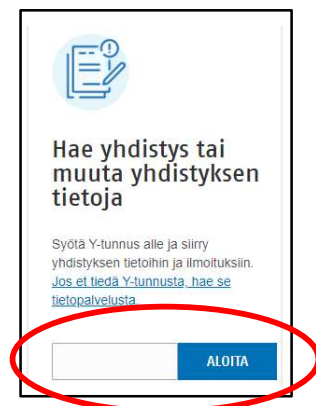 Hae yhdistys tai
muuta yhdistyksen
tietoja
Syötä Y-tunnus alle ja siirry
yhdistyksen tietoihin ja ilmoituksiin.
Jos et tiedä Y-tunnusta, hae se
tietopalvelusta.
ALOITA